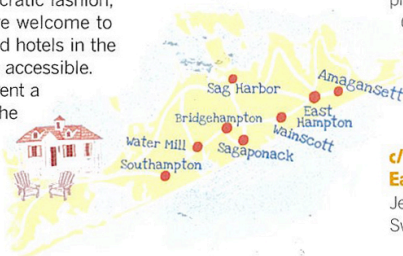 cratic fashion,
e welcome to
d hotels in the
accessible.
ent a
he
Sag Harbor
Amagansett
East
Hampton
Bridgehampton
Wainscott
Water Mill
Sagaponack
Southampton
p
c/
Ea
Je
Sv